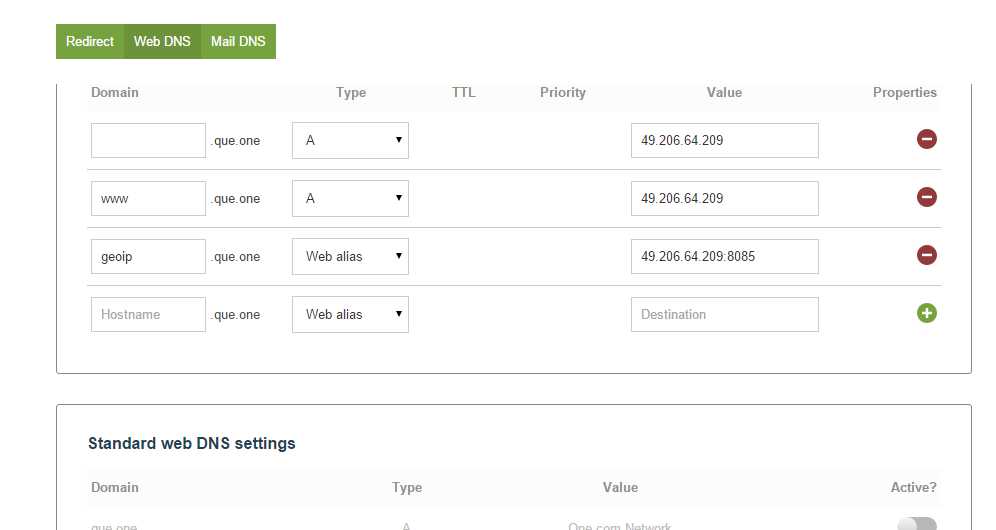 Redirect Web DNS Mail DNS
Domain Type TTL Priority Value Properties
.que.one A 49.206.64.209
www .que.one A 49.206.64.209
geoip .que.one Web alias 49.206.64.209:8085
Hostname .que.one Web alias Destination
Standard web DNS settings
Domain Type Value Active?
que.one A One.com Network